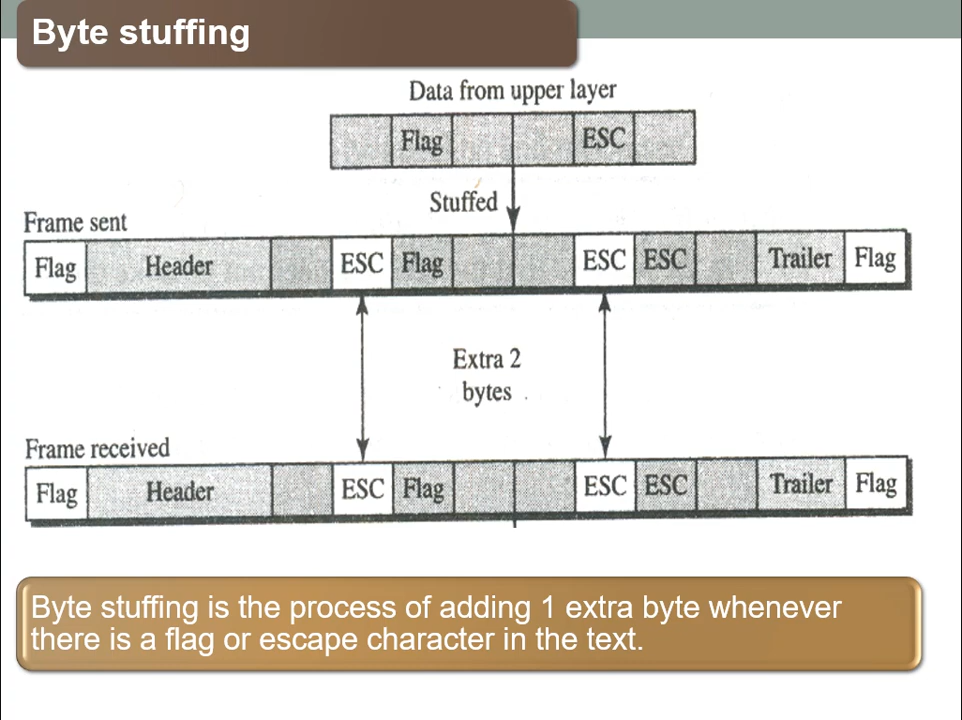 Byte stuffing
Data from upper layer
Flag ESC
Stuffed
Frame sent
Flag Header ESC Flag ESC ESC Trailer Flag
Extra 2
bytes
Frame received
Flag Header ESC Flag ESC ESC Trailer Flag
Byte stuffing is the process of adding 1 extra byte whenever
there is a flag or escape character in the text.